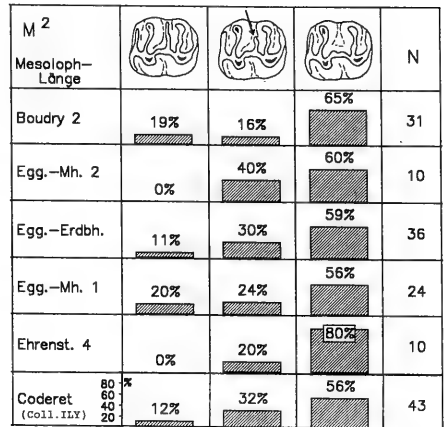 M 2
Mesoloph-
Länge
N
Boudry 2
19%
16%
65%
31
Egg.-Mh. 2
0%
40%
60%
10
Egg.-Erdbh.
11%
30%
59%
36
Egg.-Mh. 1
20%
24%
56%
24
Ehrenst. 4
0%
20%
80%
10
Coderet
(Coll.ILY)
80 %
60
40
20
12%
32%
56%
43